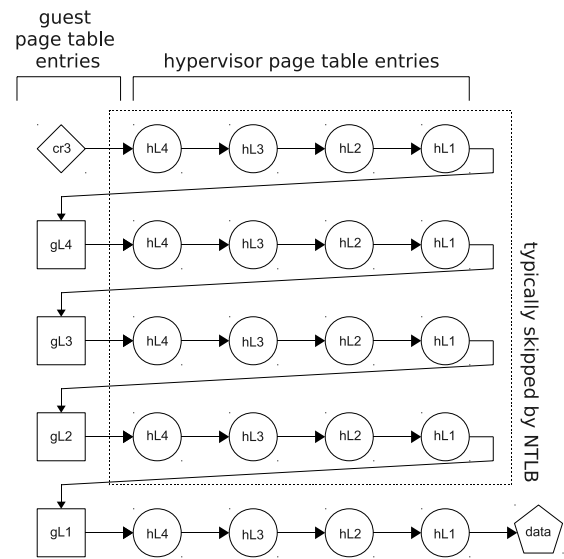 guest
page table
entries
hypervisor page table entries
cr3 hL4 hL3 hL2 hL1
gL4 hL4 hL3 hL2 hL1
gL3 hL4 hL3 hL2 hL1
gL2 hL4 hL3 hL2 hL1
gL1 hL4 hL3 hL2 hL1 data
typically skipped by NTLB